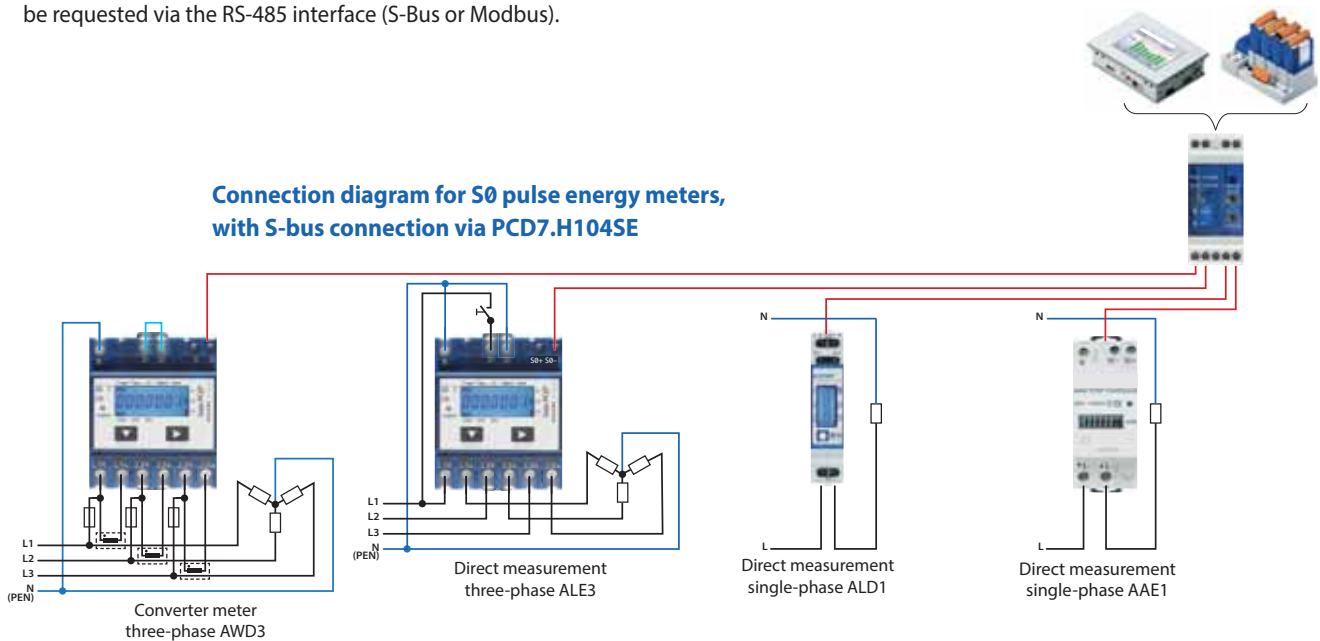 be requested via the RS-485 interface (S-Bus or Modbus).
Connection diagram for S0 pulse energy meters,
with S-bus connection via PCD7.H104SE
S0+ S0-
N
N
L1
L2
L3
N
(PEN)
Converter meter
three-phase AWD3
L1
L2
L3
N
(PEN)
Direct measurement
three-phase ALE3
L
Direct measurement
single-phase ALD1
L
Direct measurement
single-phase AAE1